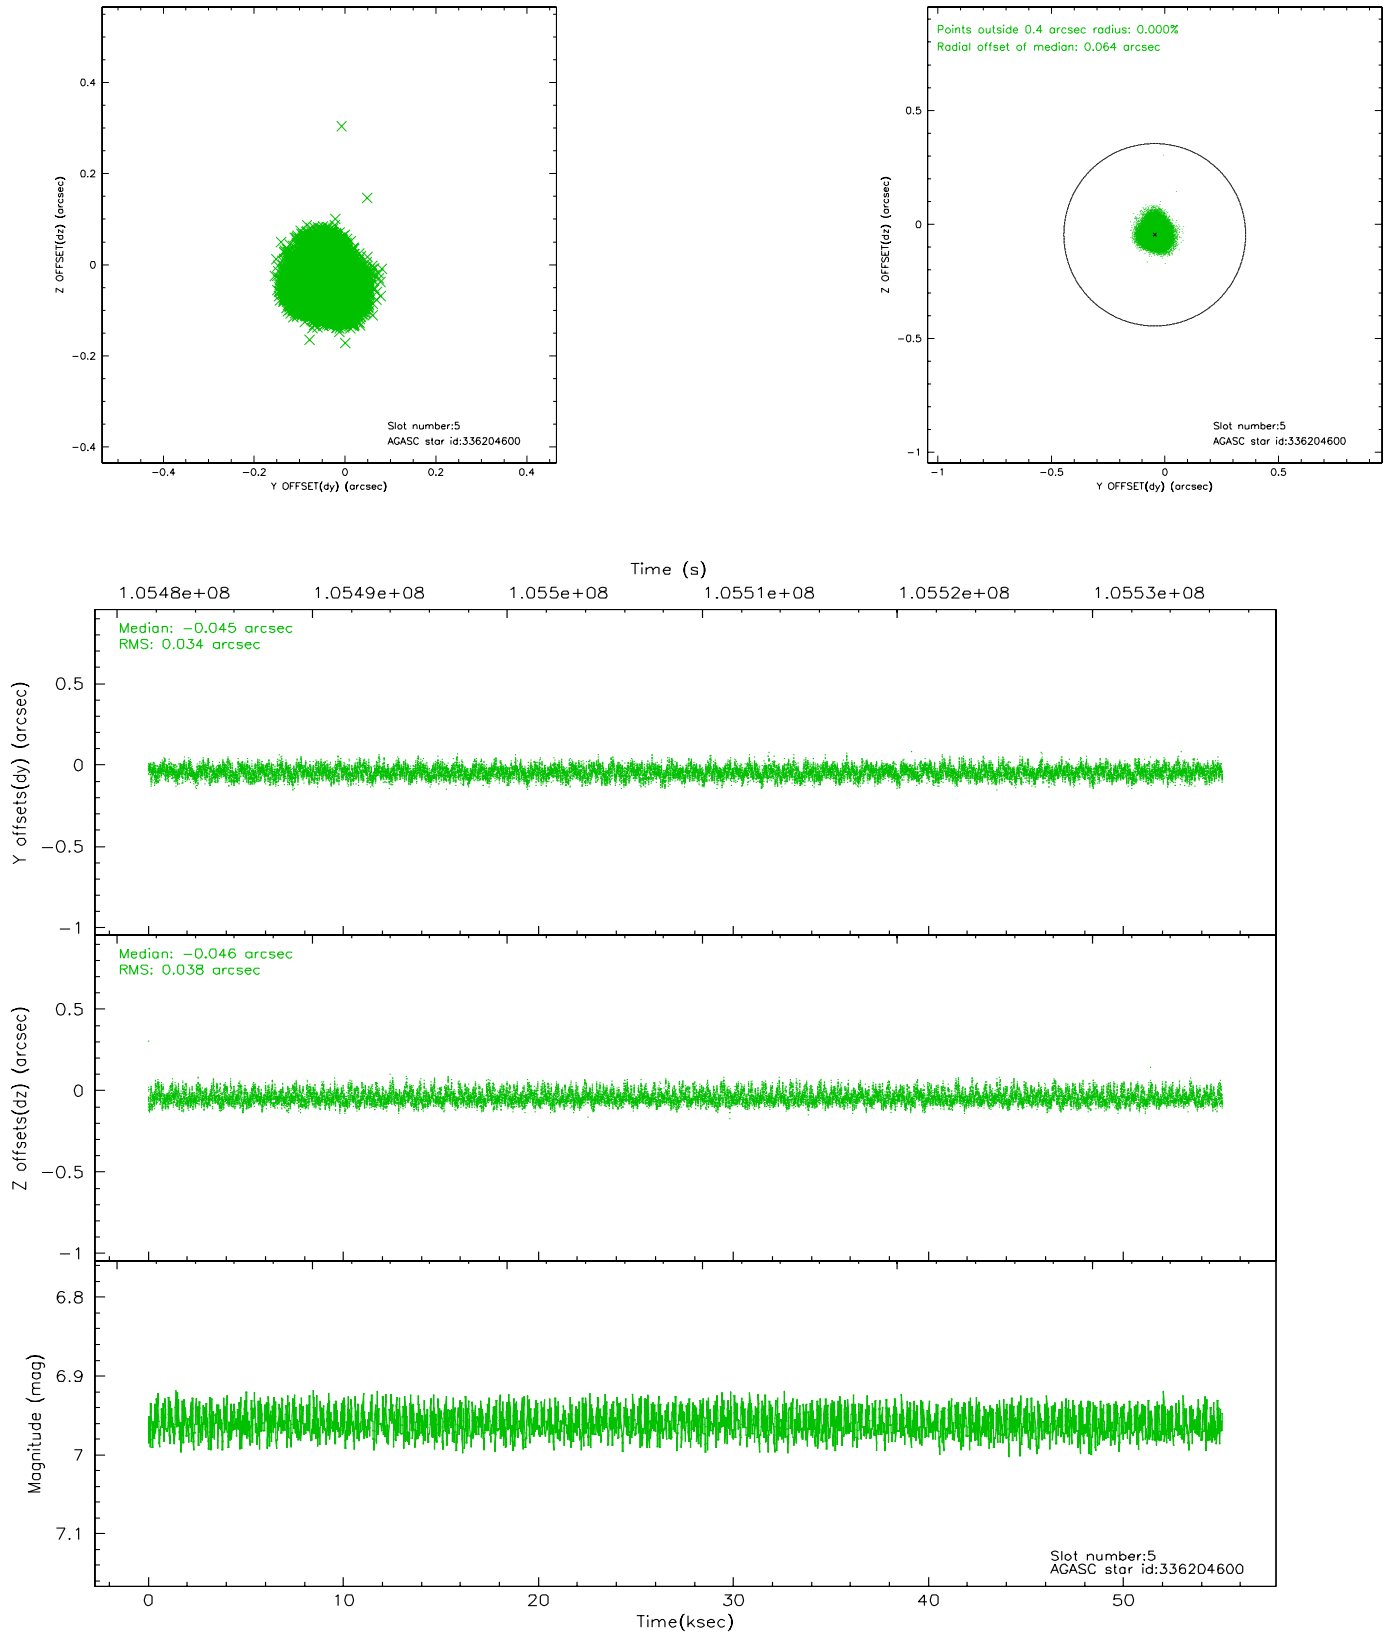 0.4
0.2
0
−0.2
−0.4
Z OFFSET(dz) (arcsec)
Slot number:5
AGASC star id:336204600
−0.4 −0.2 0 0.2 0.4
Y OFFSET(dy) (arcsec)
Points outside 0.4 arcsec radius: 0.000%
Radial offset of median: 0.064 arcsec
0.5
0
−0.5
−1
Z OFFSET(dz) (arcsec)
Slot number:5
AGASC star id:336204600
−1 −0.5 0 0.5
Y OFFSET(dy) (arcsec)
Time (s)
1.0548e+08 1.0549e+08 1.055e+08 1.0551e+08 1.0552e+08 1.0553e+08
Median: −0.045 arcsec
RMS: 0.034 arcsec
0.5
0
−0.5
−1
Y offsets(dy) (arcsec)
Median: −0.046 arcsec
RMS: 0.038 arcsec
0.5
0
−0.5
−1
Z offsets(dz) (arcsec)
6.8
6.9
7
7.1
Magnitude (mag)
Slot number:5
AGASC star id:336204600
0 10 20 30 40 50
Time(ksec)